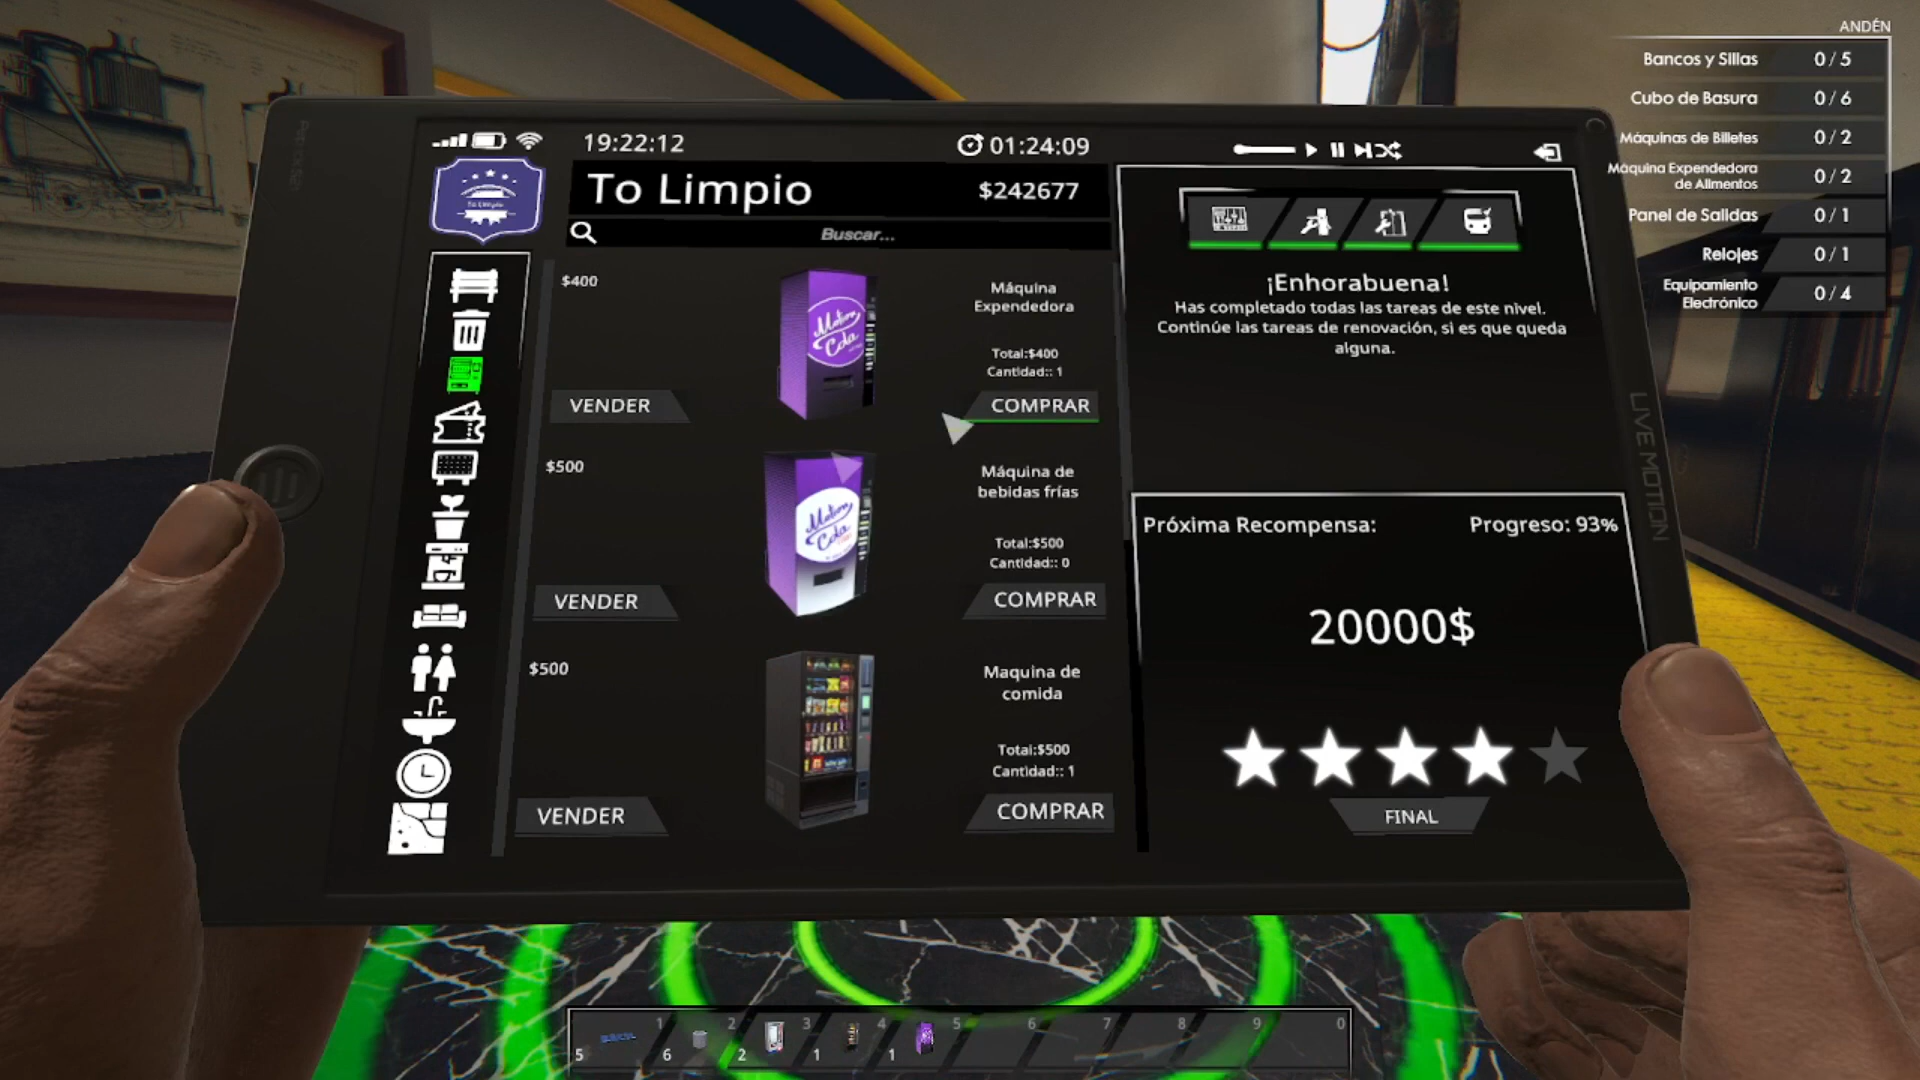 ANDÉN
Bancos y Sillas 0 / 5
Cubo de Basura 0 / 6
Máquinas de Billetes 0 / 2
Máquina Expendedora
de Alimentos 0 / 2
Panel de Salidas 0 / 1
Relojes 0 / 1
Equipamiento
Electrónico 0 / 4
19:22:12
01:24:09
To Limpio
$242677
To Limpio
Buscar...
$400
Máquina
Expendedora
Total:$400
Cantidad:: 1
VENDER
COMPRAR
Motion
Cola
$500
Máquina de
bebidas frías
Total:$500
Cantidad:: 0
VENDER
COMPRAR
Motion
Cola
$500
Maquina de
comida
Total:$500
Cantidad:: 1
VENDER
COMPRAR
¡Enhorabuena!
Has completado todas las tareas de este nivel.
Continúe las tareas de renovación, si es que queda
alguna.
Próxima Recompensa:
Progreso: 93%
20000$
FINAL
LIVE MOTION
1 2 3 4 5 6 7 8 9 0
5 6 2 1 1